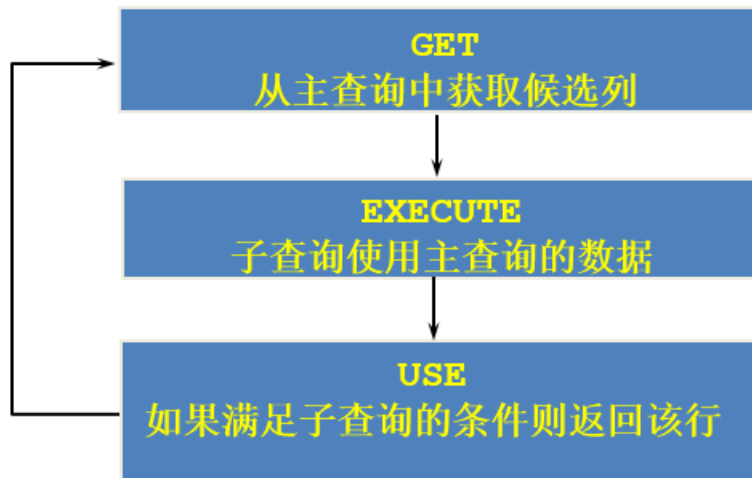 GET
从主查询中获取候选列
EXECUTE
子查询使用主查询的数据
USE
如果满足子查询的条件则返回该行